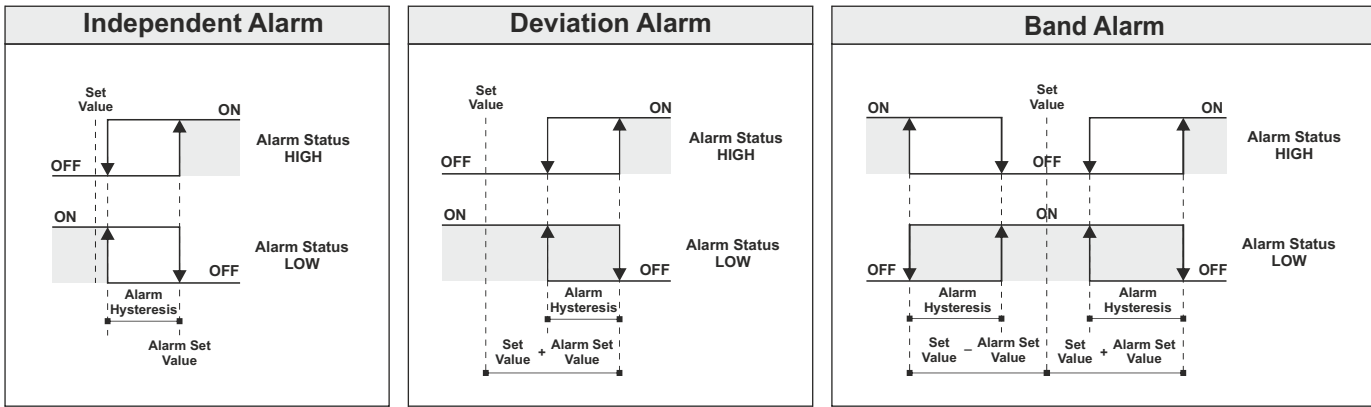 Independent Alarm
Set
Value
ON
OFF
Alarm Status
HIGH
ON
OFF
Alarm Status
LOW
Alarm
Hysteresis
Alarm Set
Value
Deviation Alarm
Set
Value
ON
OFF
Alarm Status
HIGH
ON
OFF
Alarm Status
LOW
Alarm
Hysteresis
Set Value + Alarm Set Value
Band Alarm
Set
Value
ON
ON
OFF
Alarm Status
HIGH
ON
OFF
OFF
Alarm Status
LOW
Alarm
Hysteresis
Alarm
Hysteresis
Set Value – Alarm Set Value
Set Value + Alarm Set Value